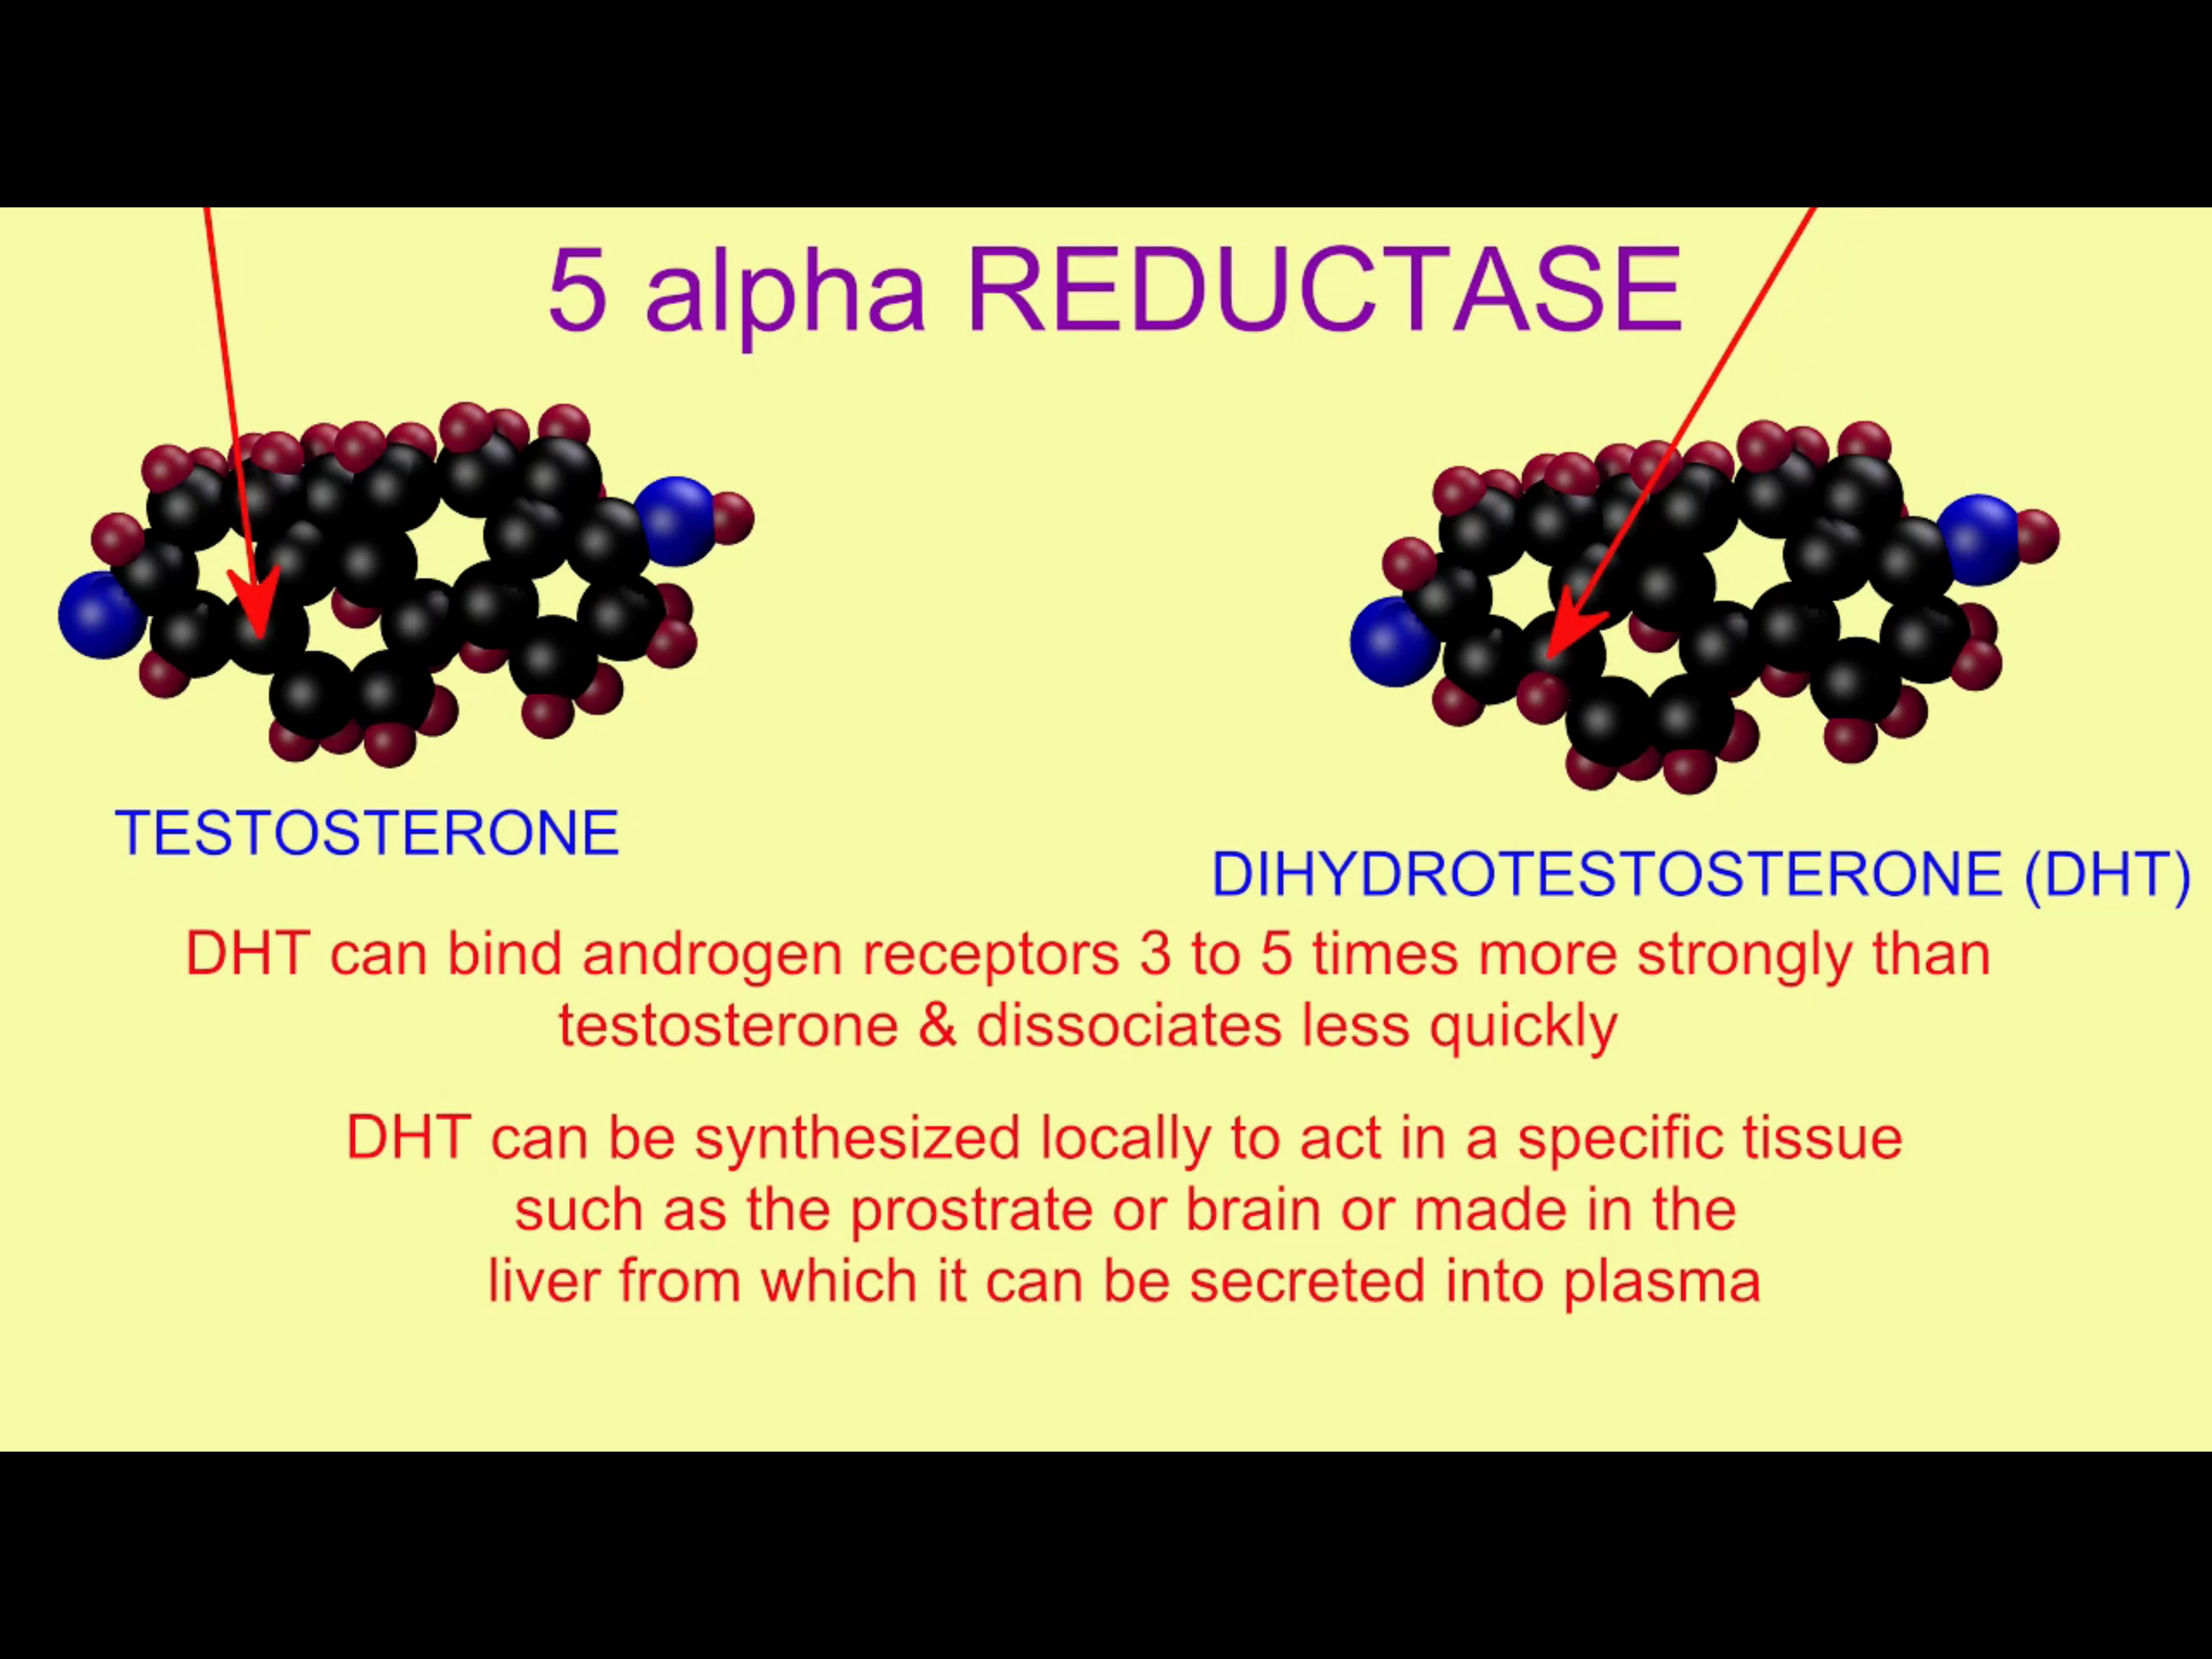 5 alpha REDUCTASE
TESTOSTERONE
DIHYDROTESTOSTERONE (DHT)
DHT can bind androgen receptors 3 to 5 times more strongly than
testosterone & dissociates less quickly
DHT can be synthesized locally to act in a specific tissue
such as the prostrate or brain or made in the
liver from which it can be secreted into plasma